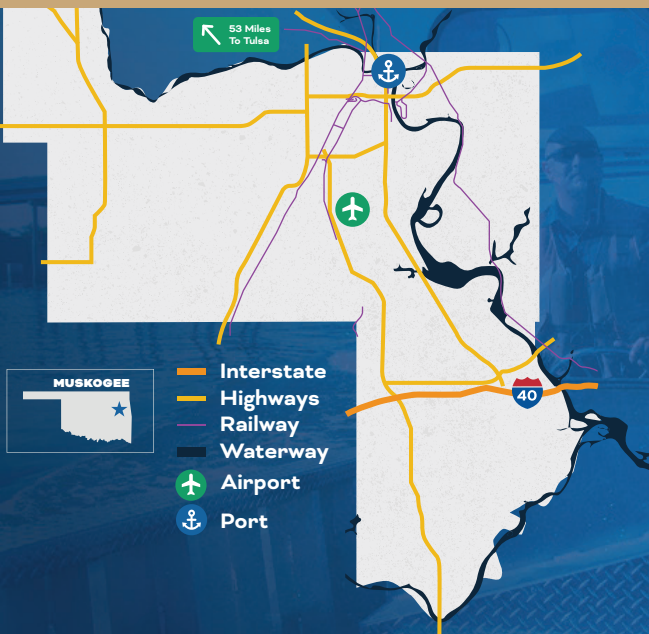 53 Miles
To Tulsa
MUSKOGEE
Interstate
Highways
Railway
Waterway
Airport
Port
40